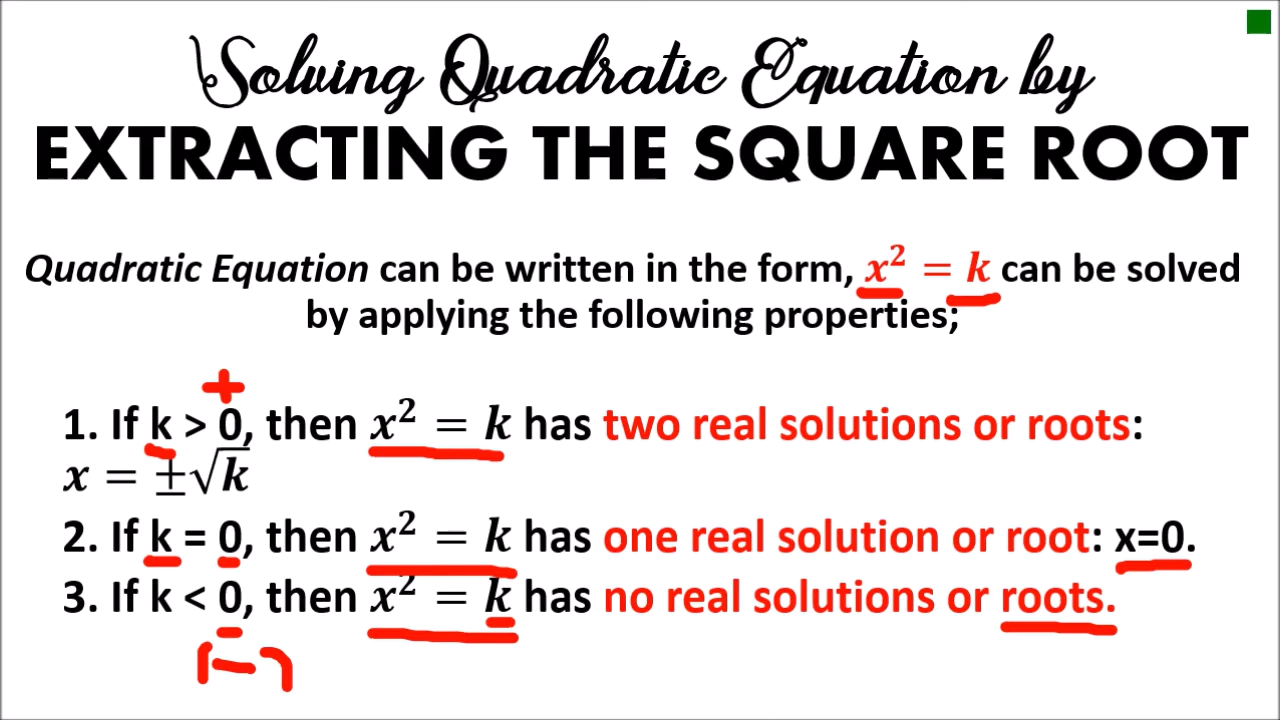 Solving Quadratic Equation by
EXTRACTING THE SQUARE ROOT
Quadratic Equation can be written in the form, x² = k can be solved
by applying the following properties;
+
1. If k > 0, then x² = k has two real solutions or roots:
x = ±√k
2. If k = 0, then x² = k has one real solution or root: x=0.
3. If k < 0, then x² = k has no real solutions or roots.
(-)